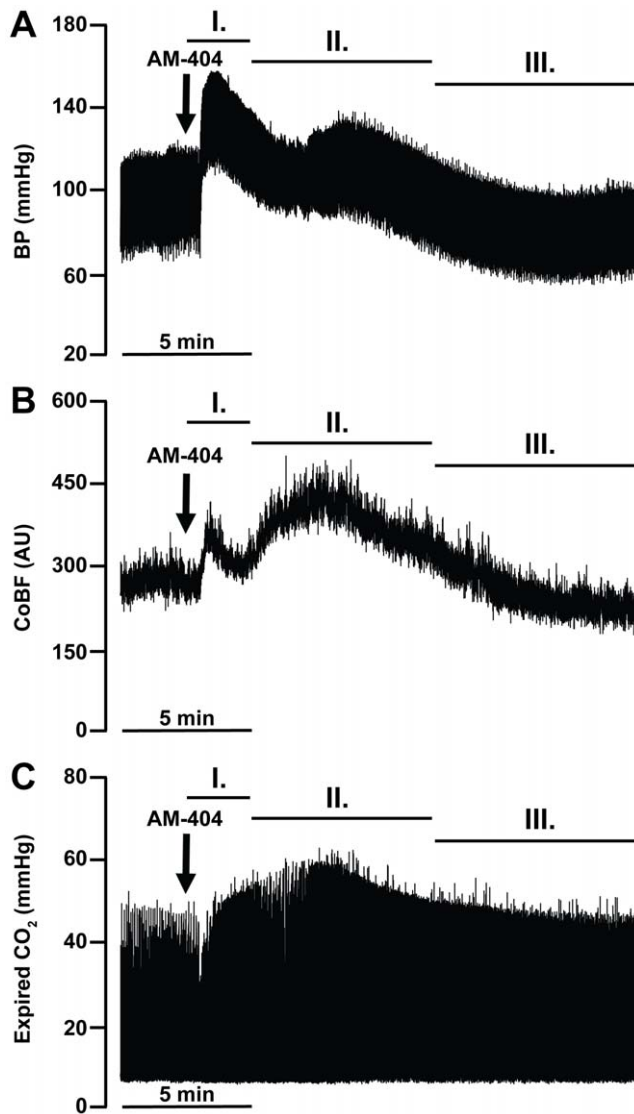 A
180
I.
AM-404
II.
III.
140
100
60
20
BP (mmHg)
5 min
B
600
I.
II.
AM-404
III.
450
300
150
0
CoBF (AU)
5 min
C
80
I.
AM-404
II.
III.
60
40
20
0
Expired CO₂ (mmHg)
5 min